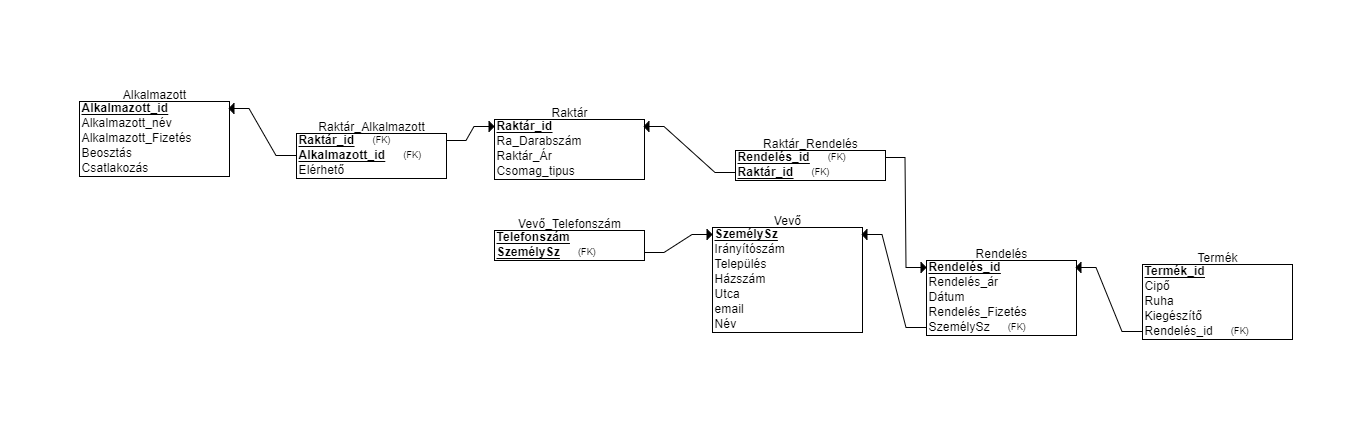 Alkalmazott
Alkalmazott_id
Alkalmazott_név
Alkalmazott_Fizetés
Beosztás
Csatlakozás
Raktár_Alkalmazott
Raktár_id (FK)
Alkalmazott_id (FK)
Elérhető
Raktár
Raktár_id
Ra_Darabszám
Raktár_Ár
Csomag_tipus
Raktár_Rendelés
Rendelés_id (FK)
Raktár_id (FK)
Vevő_Telefonszám
Telefonszám
SzemélySz (FK)
Vevő
SzemélySz
Irányítószám
Település
Házszám
Utca
email
Név
Rendelés
Rendelés_id
Rendelés_ár
Dátum
Rendelés_Fizetés
SzemélySz (FK)
Termék
Termék_id
Cipő
Ruha
Kiegészítő
Rendelés_id (FK)